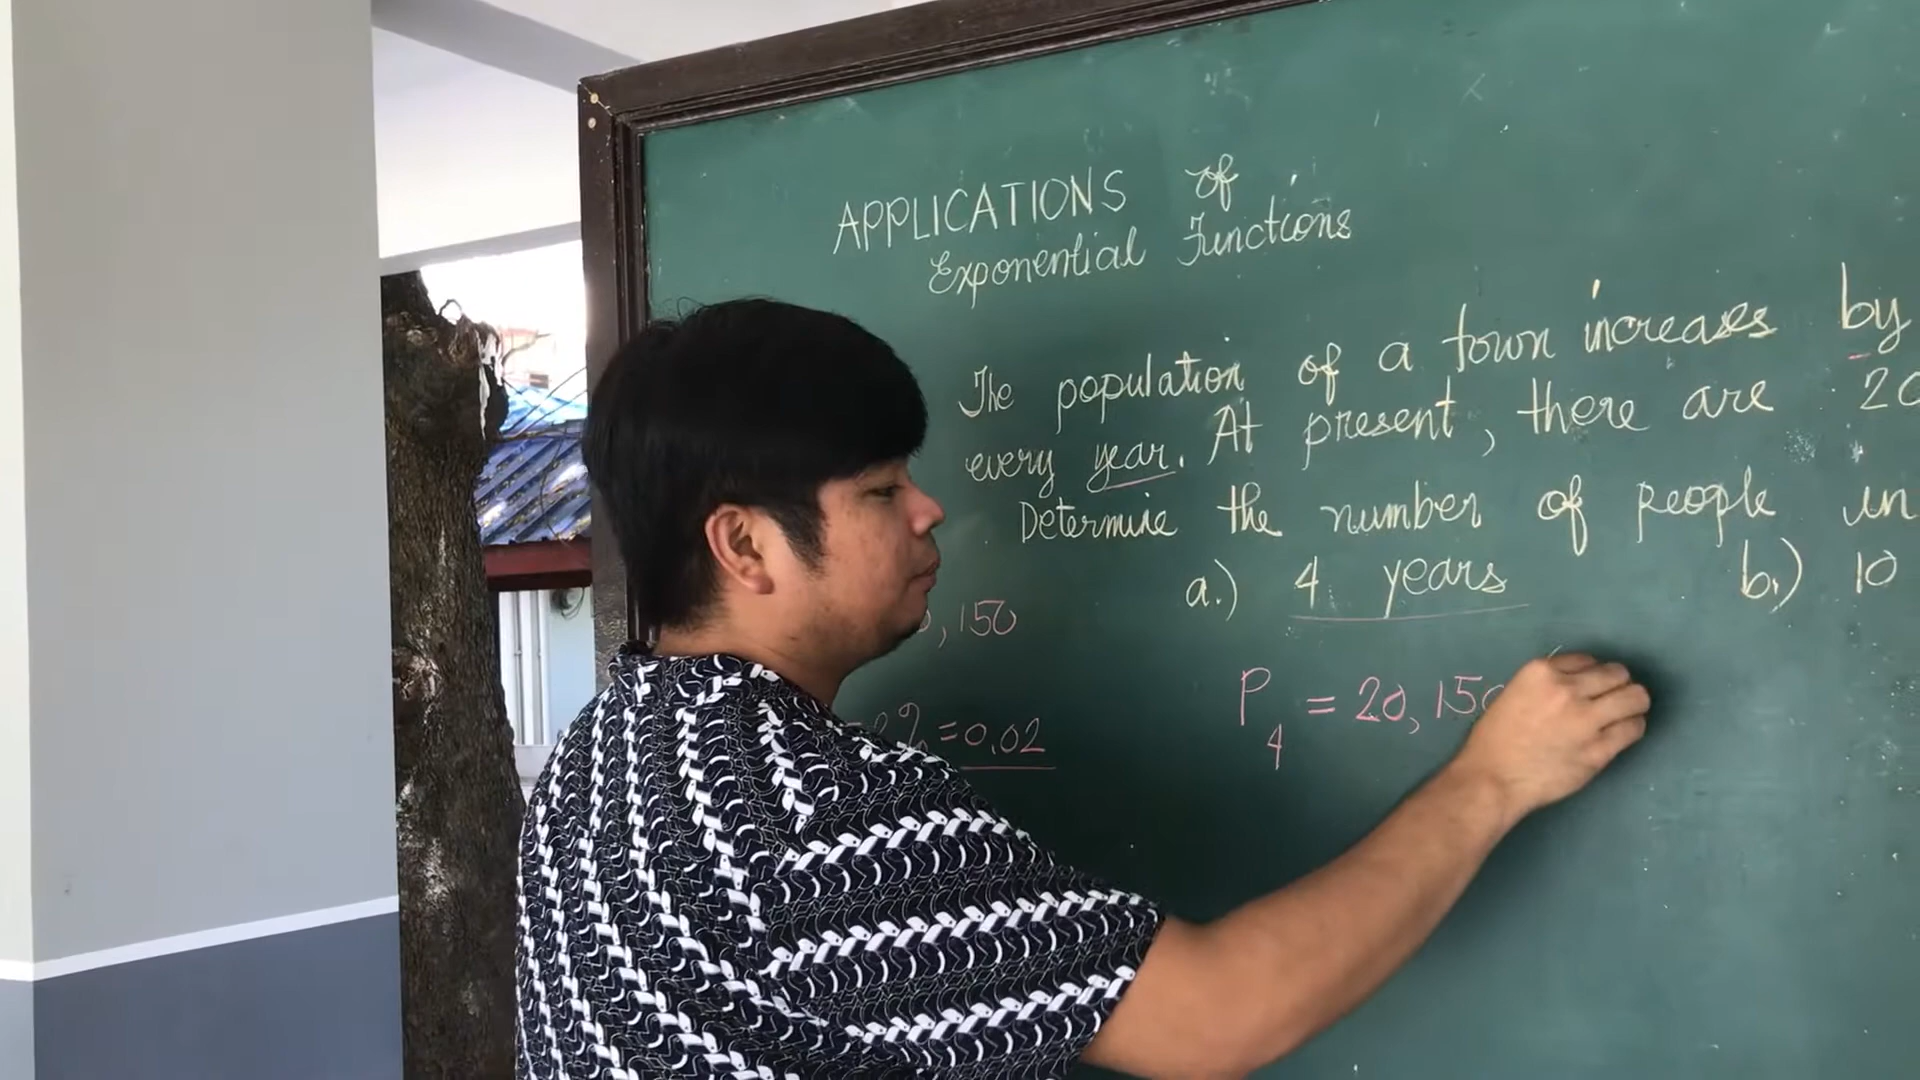 APPLICATIONS of
Exponential Functions
The population of a town increases by
every year. At present, there are 20
Determine the number of people in
a.) 4 years b.) 10
,150
= 0.02
P4 = 20,150